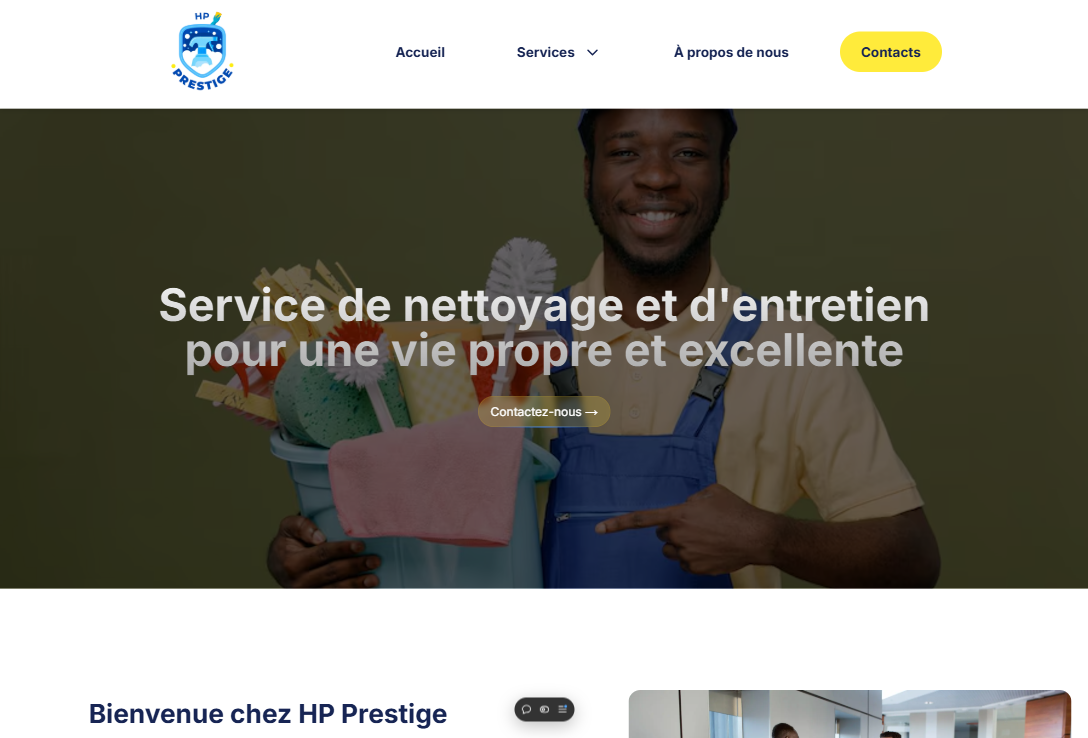 HP
PRESTIGE
Accueil
Services
À propos de nous
Contacts
Service de nettoyage et d'entretien
pour une vie propre et excellente
Contactez-nous →
Bienvenue chez HP Prestige